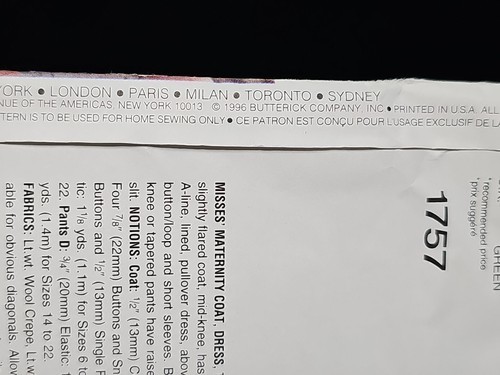 YORK • LONDON • PARIS • MILAN • TORONTO • SYDNEY
NUE OF THE AMERICAS, NEW YORK 10013 © 1996 BUTTERICK COMPANY, INC • PRINTED IN U.S.A. ALL
TTERN IS TO BE USED FOR HOME SEWING ONLY • CE PATRON EST CONÇU POUR L'USAGE EXCLUSIF DE LA
GREEN
*recommended price
*prix suggéré
1757
MISSES' MATERNITY COAT, DRESS,
slightly flared coat, mid-knee, has
A-line, lined, pullover dress, abov
button/loop and short sleeves. B
knee or tapered pants have raise
slit. NOTIONS: Coat: 1/2" (13mm) C
Four 7/8" (22mm) Buttons and Sn
Buttons and 1/2" (13mm) Single F
tic: 1 1/8 yds. (1.1m) for Sizes 6 to
22. Pants D: 3/4" (20mm) Elastic: 1
yds. (1.4m) for Sizes 14 to 22.
FABRICS: Lt.wt. Wool Crepe, Lt.w
able for obvious diagonals. Allow